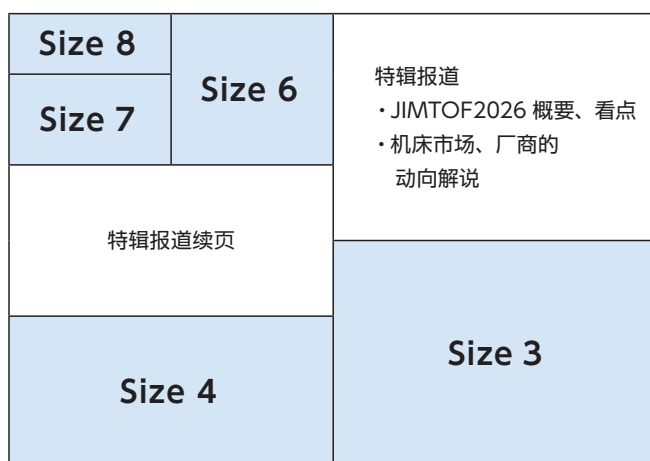 Size 8
Size 7
Size 6
特辑报道
・JIMTOF2026 概要、看点
・机床市场、厂商的
动向解说
特辑报道续页
Size 4
Size 3